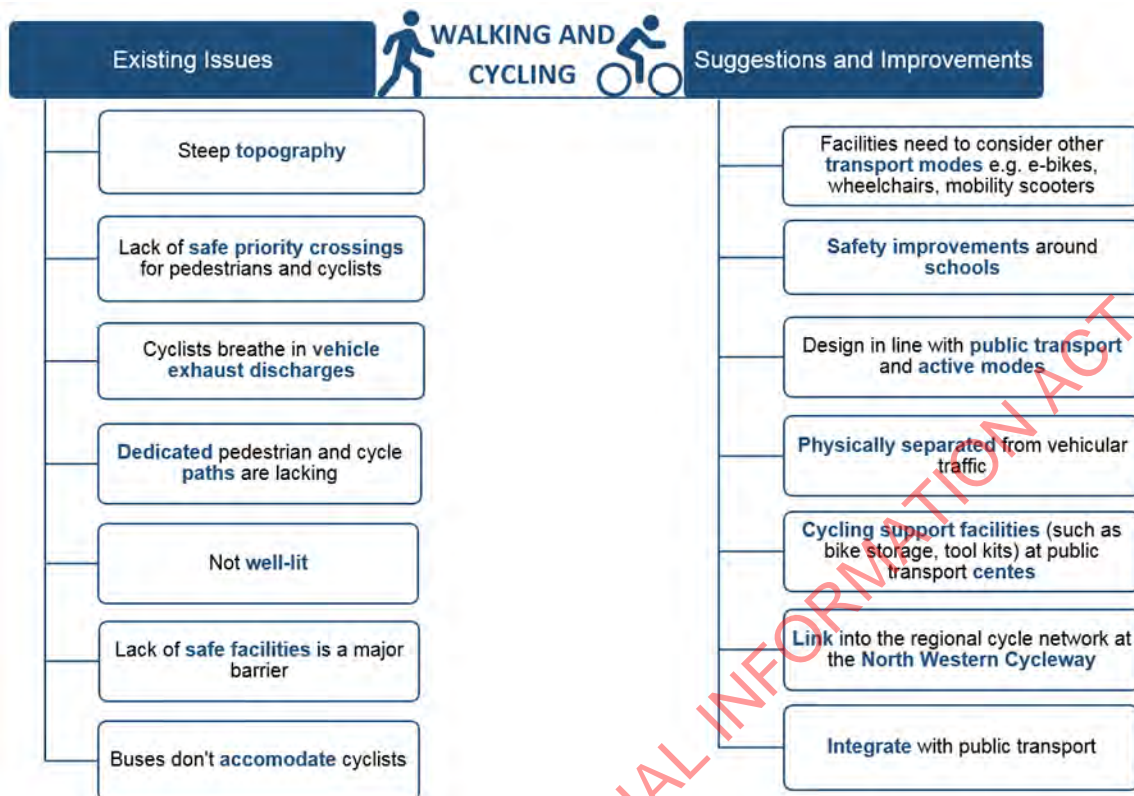 Existing Issues
WALKING AND
CYCLING
Suggestions and Improvements
Steep topography
Lack of safe priority crossings
for pedestrians and cyclists
Cyclists breathe in vehicle
exhaust discharges
Dedicated pedestrian and cycle
paths are lacking
Not well-lit
Lack of safe facilities is a major
barrier
Buses don't accomodate cyclists
Facilities need to consider other
transport modes e.g. e-bikes,
wheelchairs, mobility scooters
Safety improvements around
schools
Design in line with public transport
and active modes
Physically separated from vehicular
traffic
Cycling support facilities (such as
bike storage, tool kits) at public
transport centes
Link into the regional cycle network at
the North Western Cycleway
Integrate with public transport
INFORMATION ACT